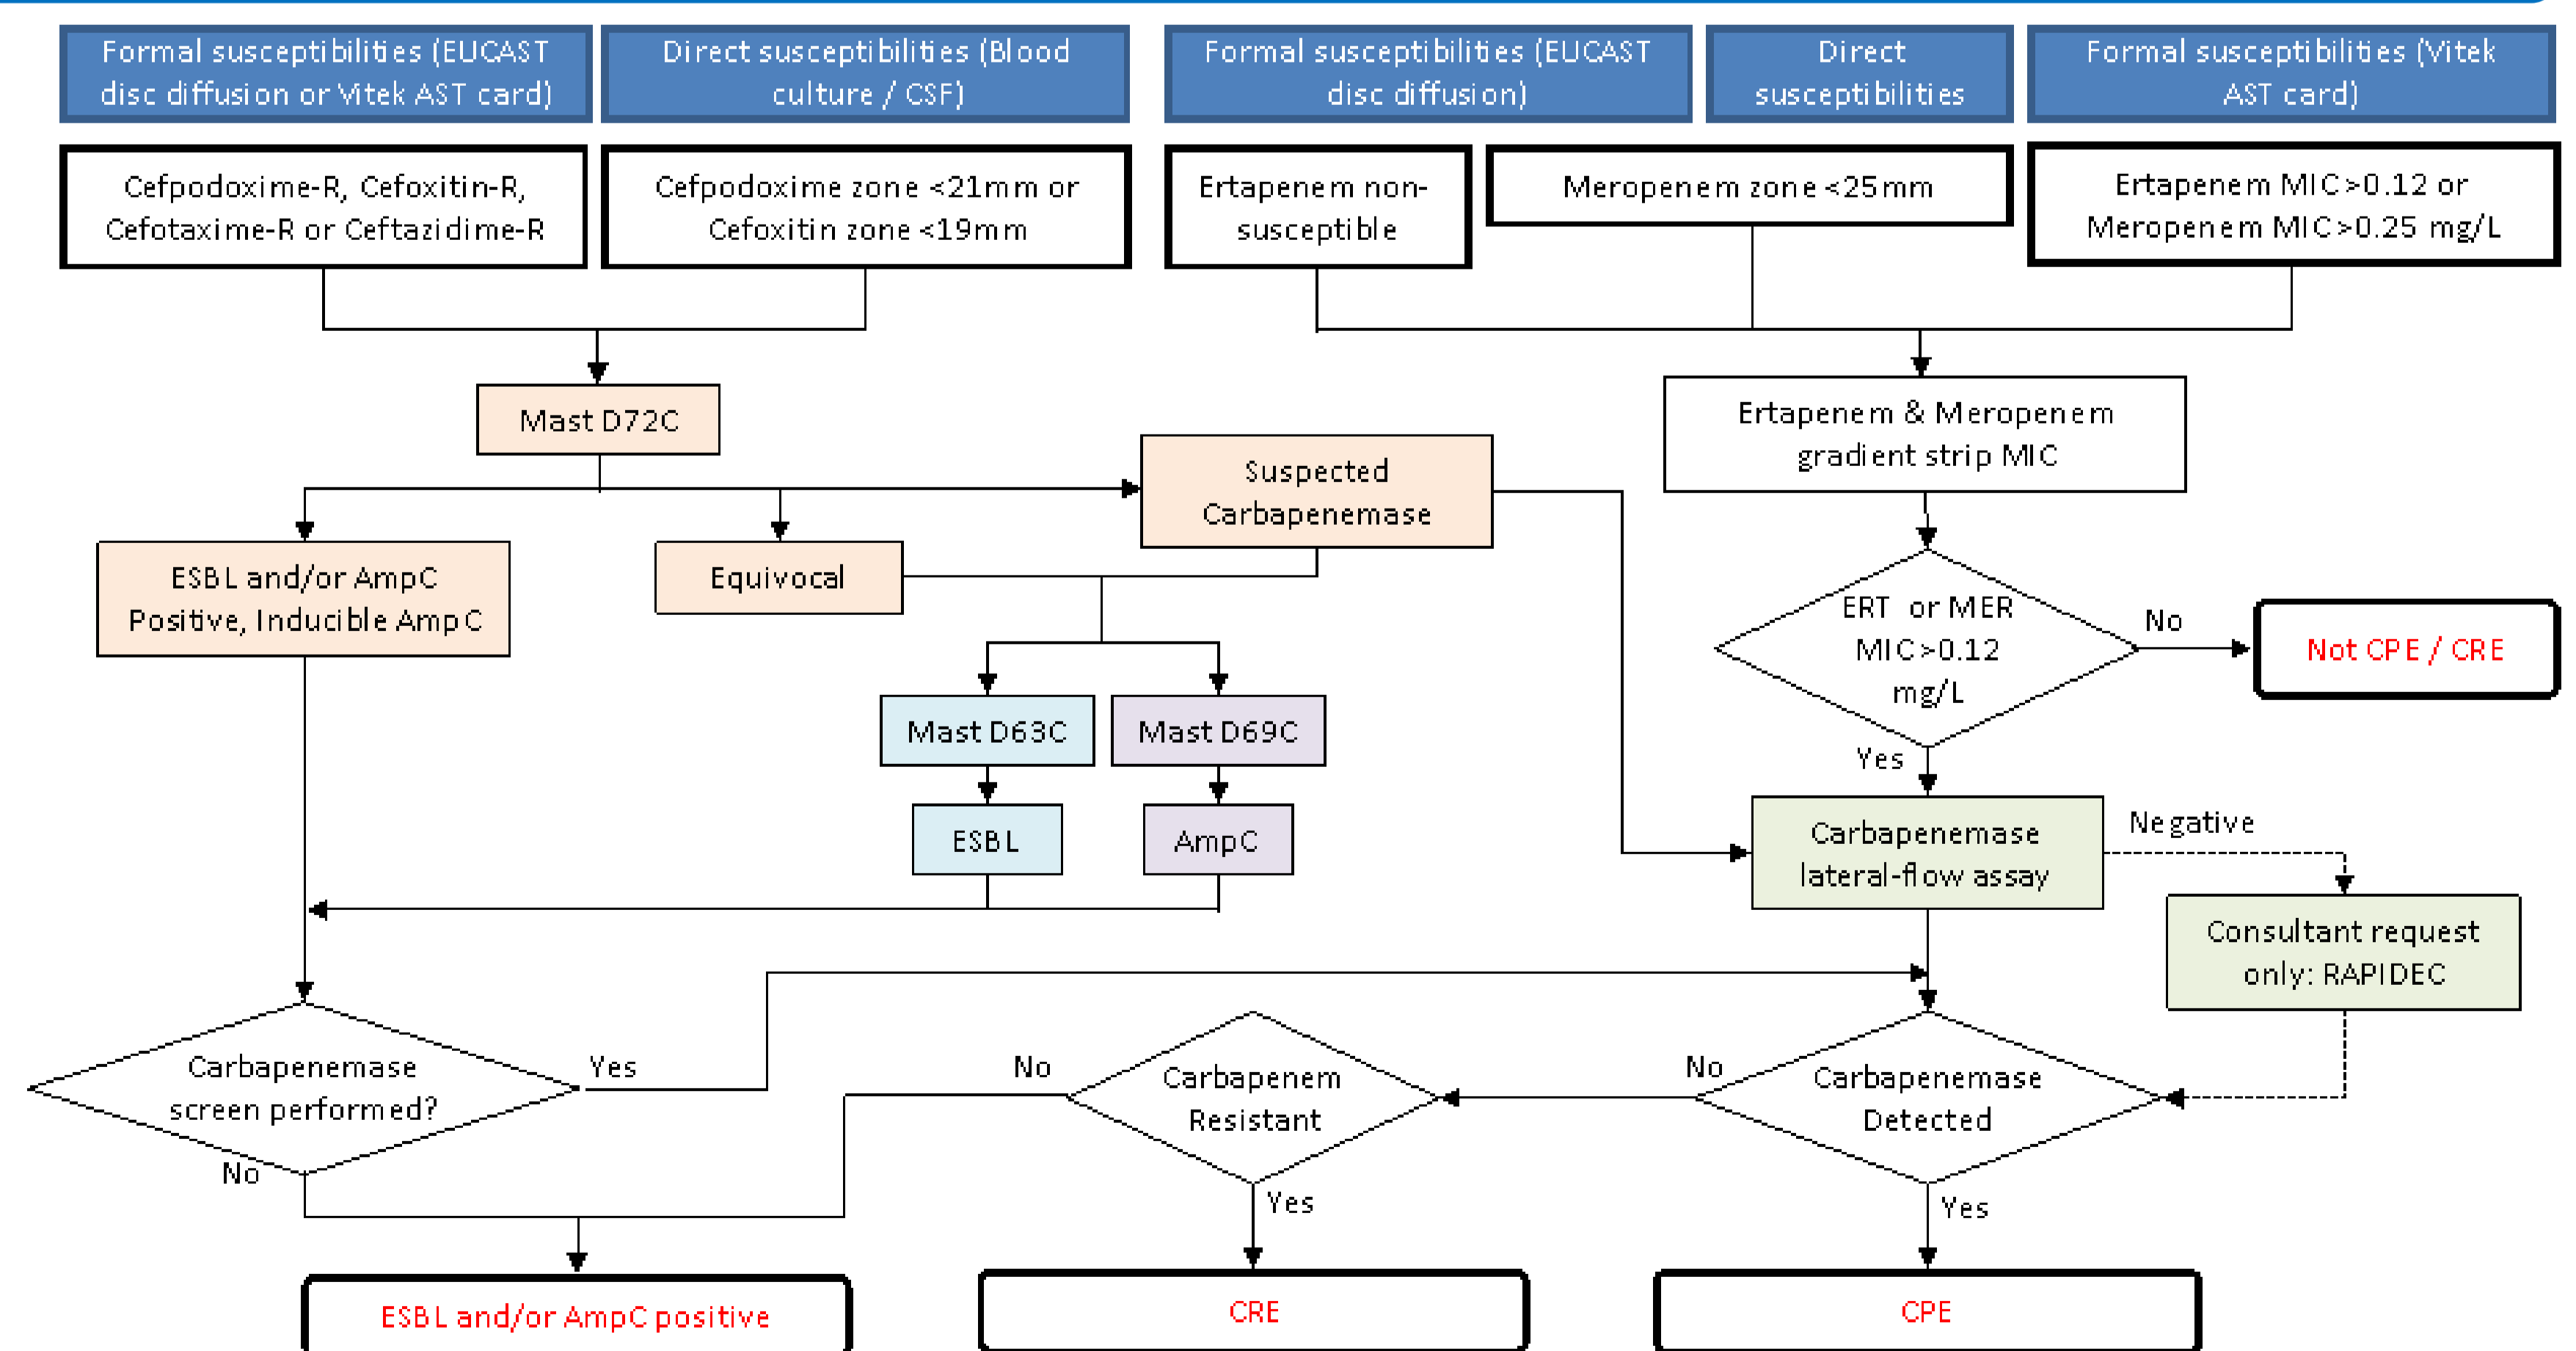 Formal susceptibilities (EUCAST
disc diffusion or Vitek AST card)
Direct susceptibilities (Blood
culture / CSF)
Formal susceptibilities (EUCAST
disc diffusion)
Direct
susceptibilities
Formal susceptibilities (Vitek
AST card)
Cefpodoxime-R, Cefoxitin-R,
Cefotaxime-R or Ceftazidime-R
Cefpodoxime zone <21mm or
Cefoxitin zone <19mm
Ertapenem non-
susceptible
Meropenem zone <25mm
Ertapenem MIC>0.12 or
Meropenem MIC>0.25 mg/L
Mast D72C
Ertapenem & Meropenem
gradient strip MIC
Suspected
Carbapenemase
ESBL and/or AmpC
Positive, Inducible AmpC
Equivocal
ERT or MER
MIC>0.12
mg/L
No
Not CPE / CRE
Mast D63C
Mast D69C
Yes
ESBL
AmpC
Carbapenemase
lateral-flow assay
Negative
Consultant request
only: RAPIDEC
Carbapenemase
screen performed?
Yes
No
No
Carbapenem
Resistant
No
Carbapenemase
Detected
Yes
Yes
ESBL and/or AmpC positive
CRE
CPE